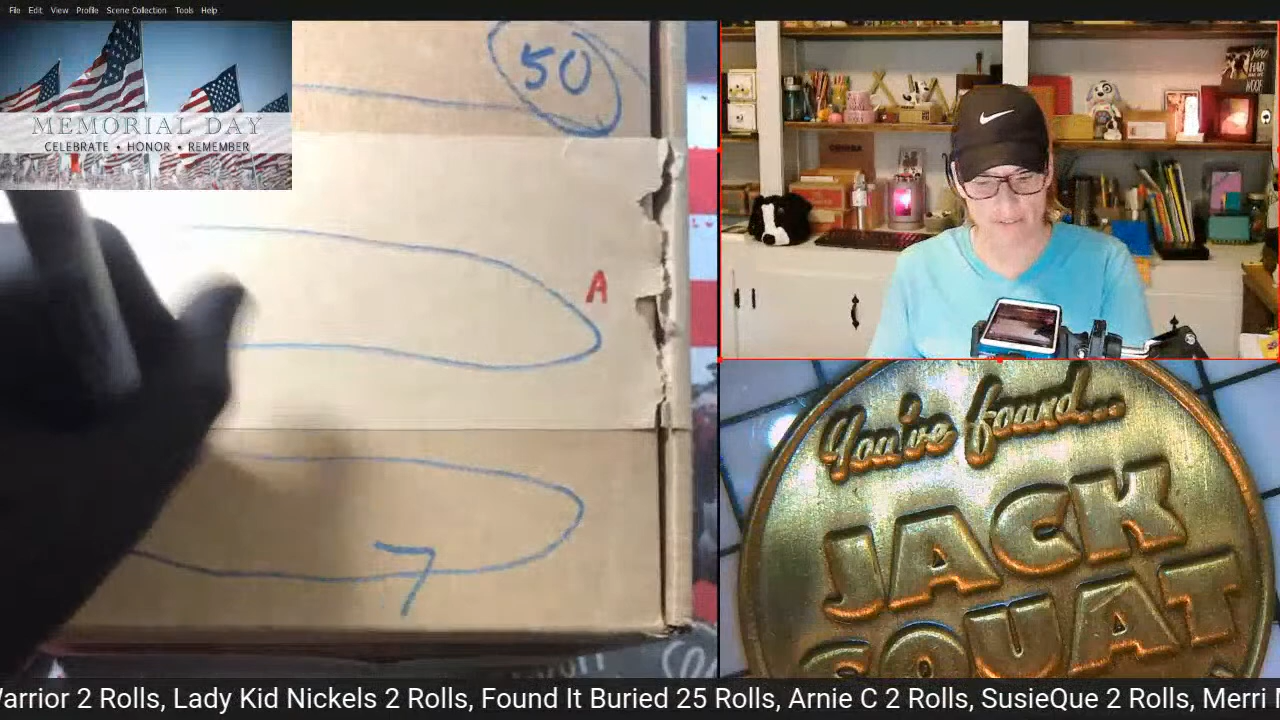 File Edit View Profile Scene Collection Tools Help
MEMORIAL DAY
CELEBRATE • HONOR • REMEMBER
50
A
7
You've found...
JACK
SQUAT
Warrior 2 Rolls, Lady Kid Nickels 2 Rolls, Found It Buried 25 Rolls, Arnie C 2 Rolls, SusieQue 2 Rolls, Merri